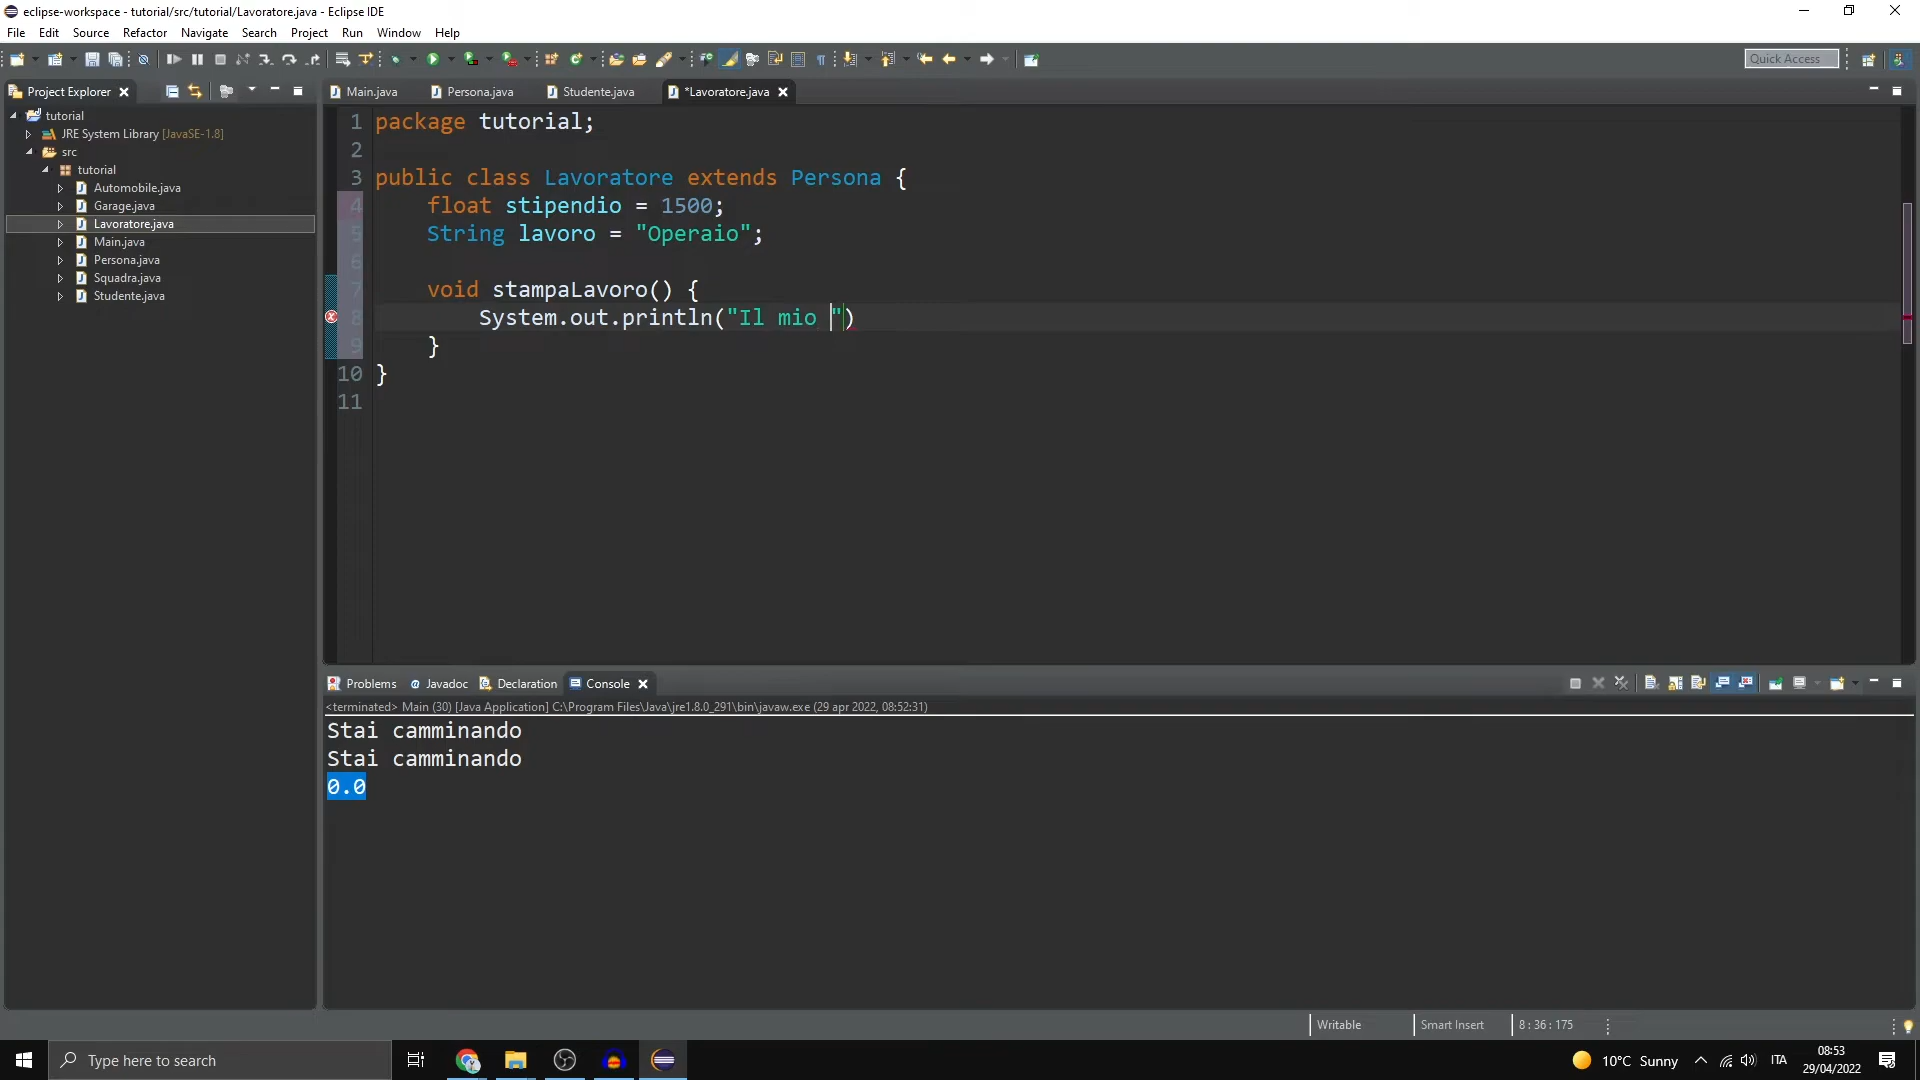 eclipse-workspace - tutorial/src/tutorial/Lavoratore.java - Eclipse IDE
File Edit Source Refactor Navigate Search Project Run Window Help
Quick Access
Project Explorer
Main.java Persona.java Studente.java *Lavoratore.java
tutorial
JRE System Library [JavaSE-1.8]
src
tutorial
Automobile.java
Garage.java
Lavoratore.java
Main.java
Persona.java
Squadra.java
Studente.java
1 package tutorial;
2
3 public class Lavoratore extends Persona {
4 float stipendio = 1500;
5 String lavoro = "Operaio";
6
7 void stampaLavoro() {
8 System.out.println("Il mio ")
9 }
10 }
11
Problems Javadoc Declaration Console
<terminated> Main (30) [Java Application] C:\Program Files\Java\jre1.8.0_291\bin\javaw.exe (29 apr 2022, 08:52:31)
Stai camminando
Stai camminando
0.0
Writable Smart Insert 8 : 36 : 175
Type here to search
10°C Sunny ITA 08:53
29/04/2022